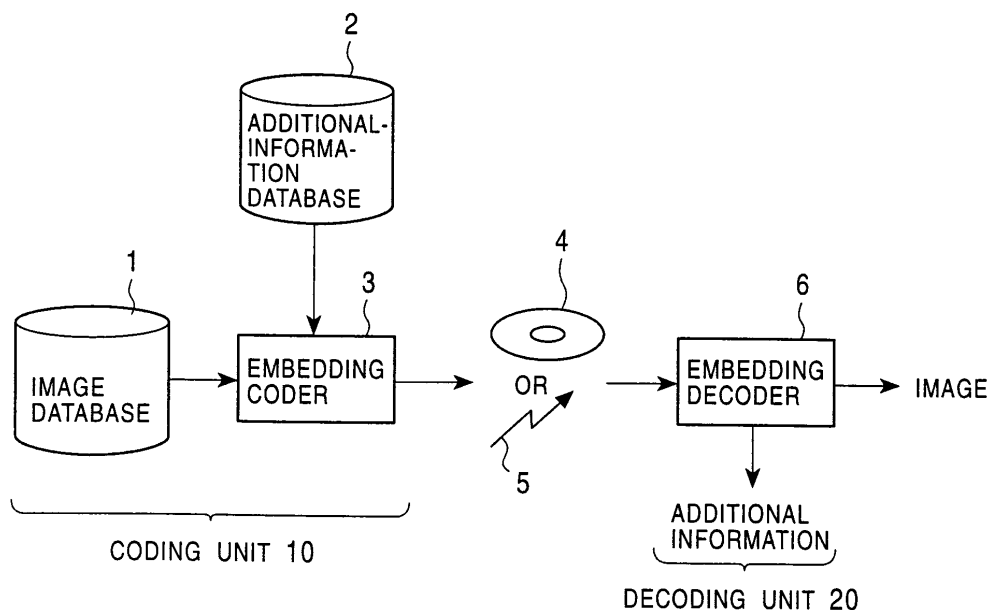 2
ADDITIONAL-
INFORMA-
TION
DATABASE
1
IMAGE
DATABASE
3
EMBEDDING
CODER
4
OR
5
6
EMBEDDING
DECODER
IMAGE
ADDITIONAL
INFORMATION
CODING UNIT 10
DECODING UNIT 20